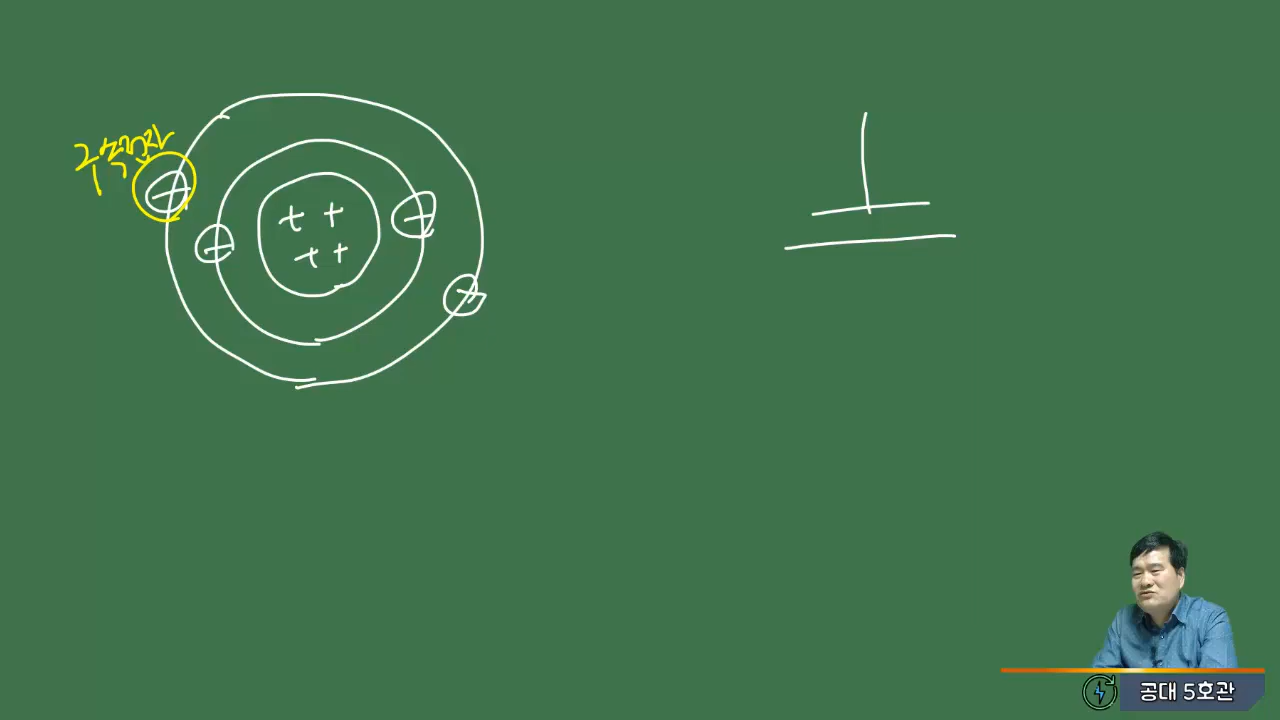 구속전자
+ +
+ +
- -
- -
공대 5호관